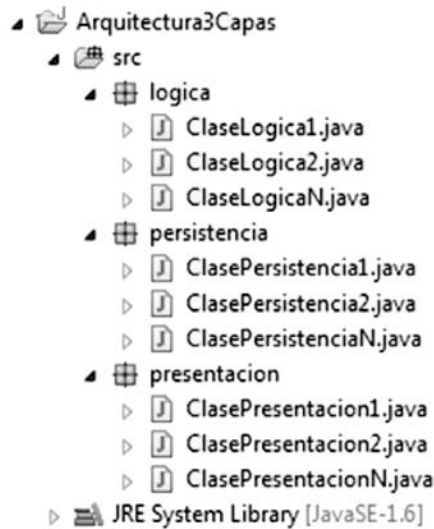 Arquitectura3Capas
src
logica
ClaseLogica1.java
ClaseLogica2.java
ClaseLogicaN.java
persistencia
ClasePersistencia1.java
ClasePersistencia2.java
ClasePersistenciaN.java
presentacion
ClasePresentacion1.java
ClasePresentacion2.java
ClasePresentacionN.java
JRE System Library [JavaSE-1.6]